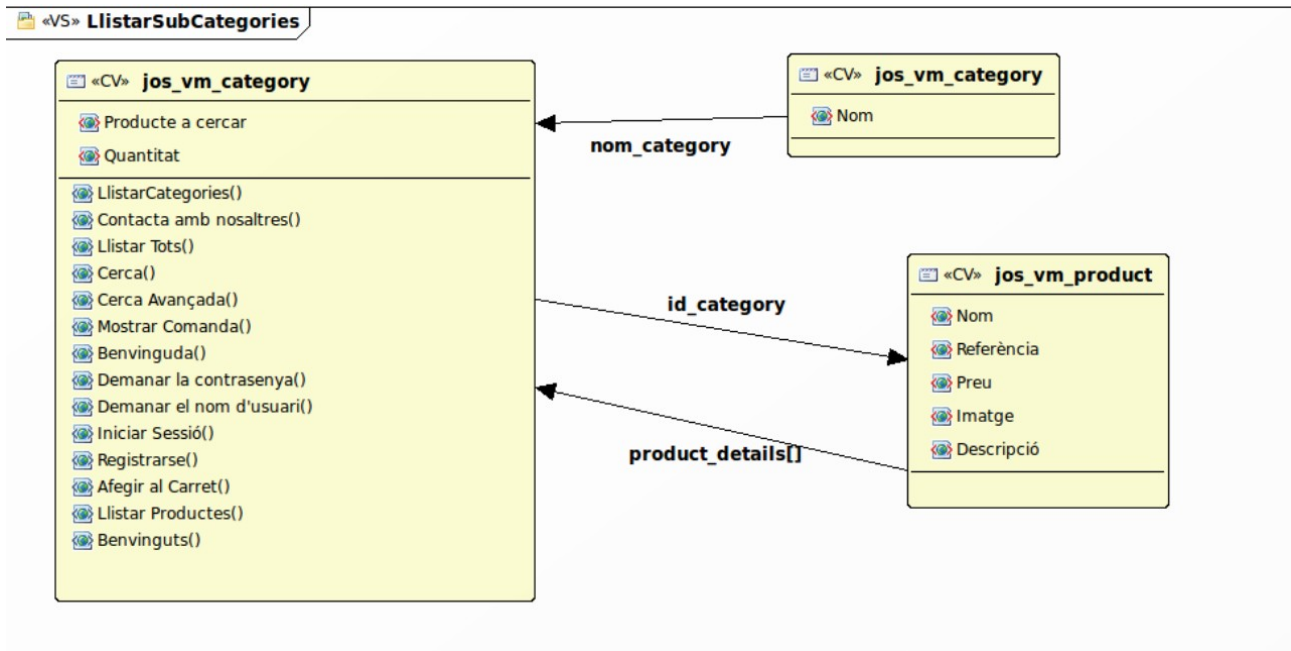 «VS» LlistarSubCategories
«CV» jos_vm_category
Producte a cercar
Quantitat
LlistarCategories()
Contacta amb nosaltres()
Llistar Tots()
Cerca()
Cerca Avançada()
Mostrar Comanda()
Benvinguda()
Demanar la contrasenya()
Demanar el nom d'usuari()
Iniciar Sessió()
Registrarse()
Afegir al Carret()
Llistar Productes()
Benvinguts()
nom_category
«CV» jos_vm_category
Nom
id_category
product_details[]
«CV» jos_vm_product
Nom
Referència
Preu
Imatge
Descripció